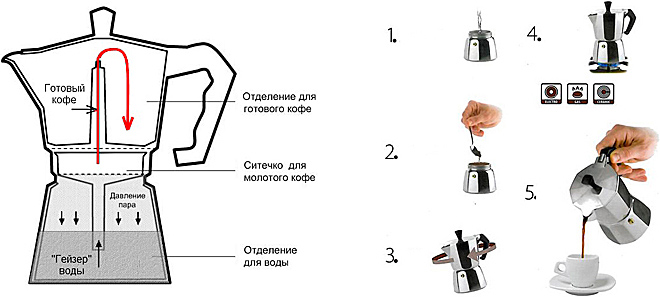 Готовый
кофе
Отделение для
готового кофе
Ситечко для
молотого кофе
Давление
пара
"Гейзер"
воды
Отделение
для воды
1.
2.
3.
4.
ELECTRO
GAS
CERAMIC
5.